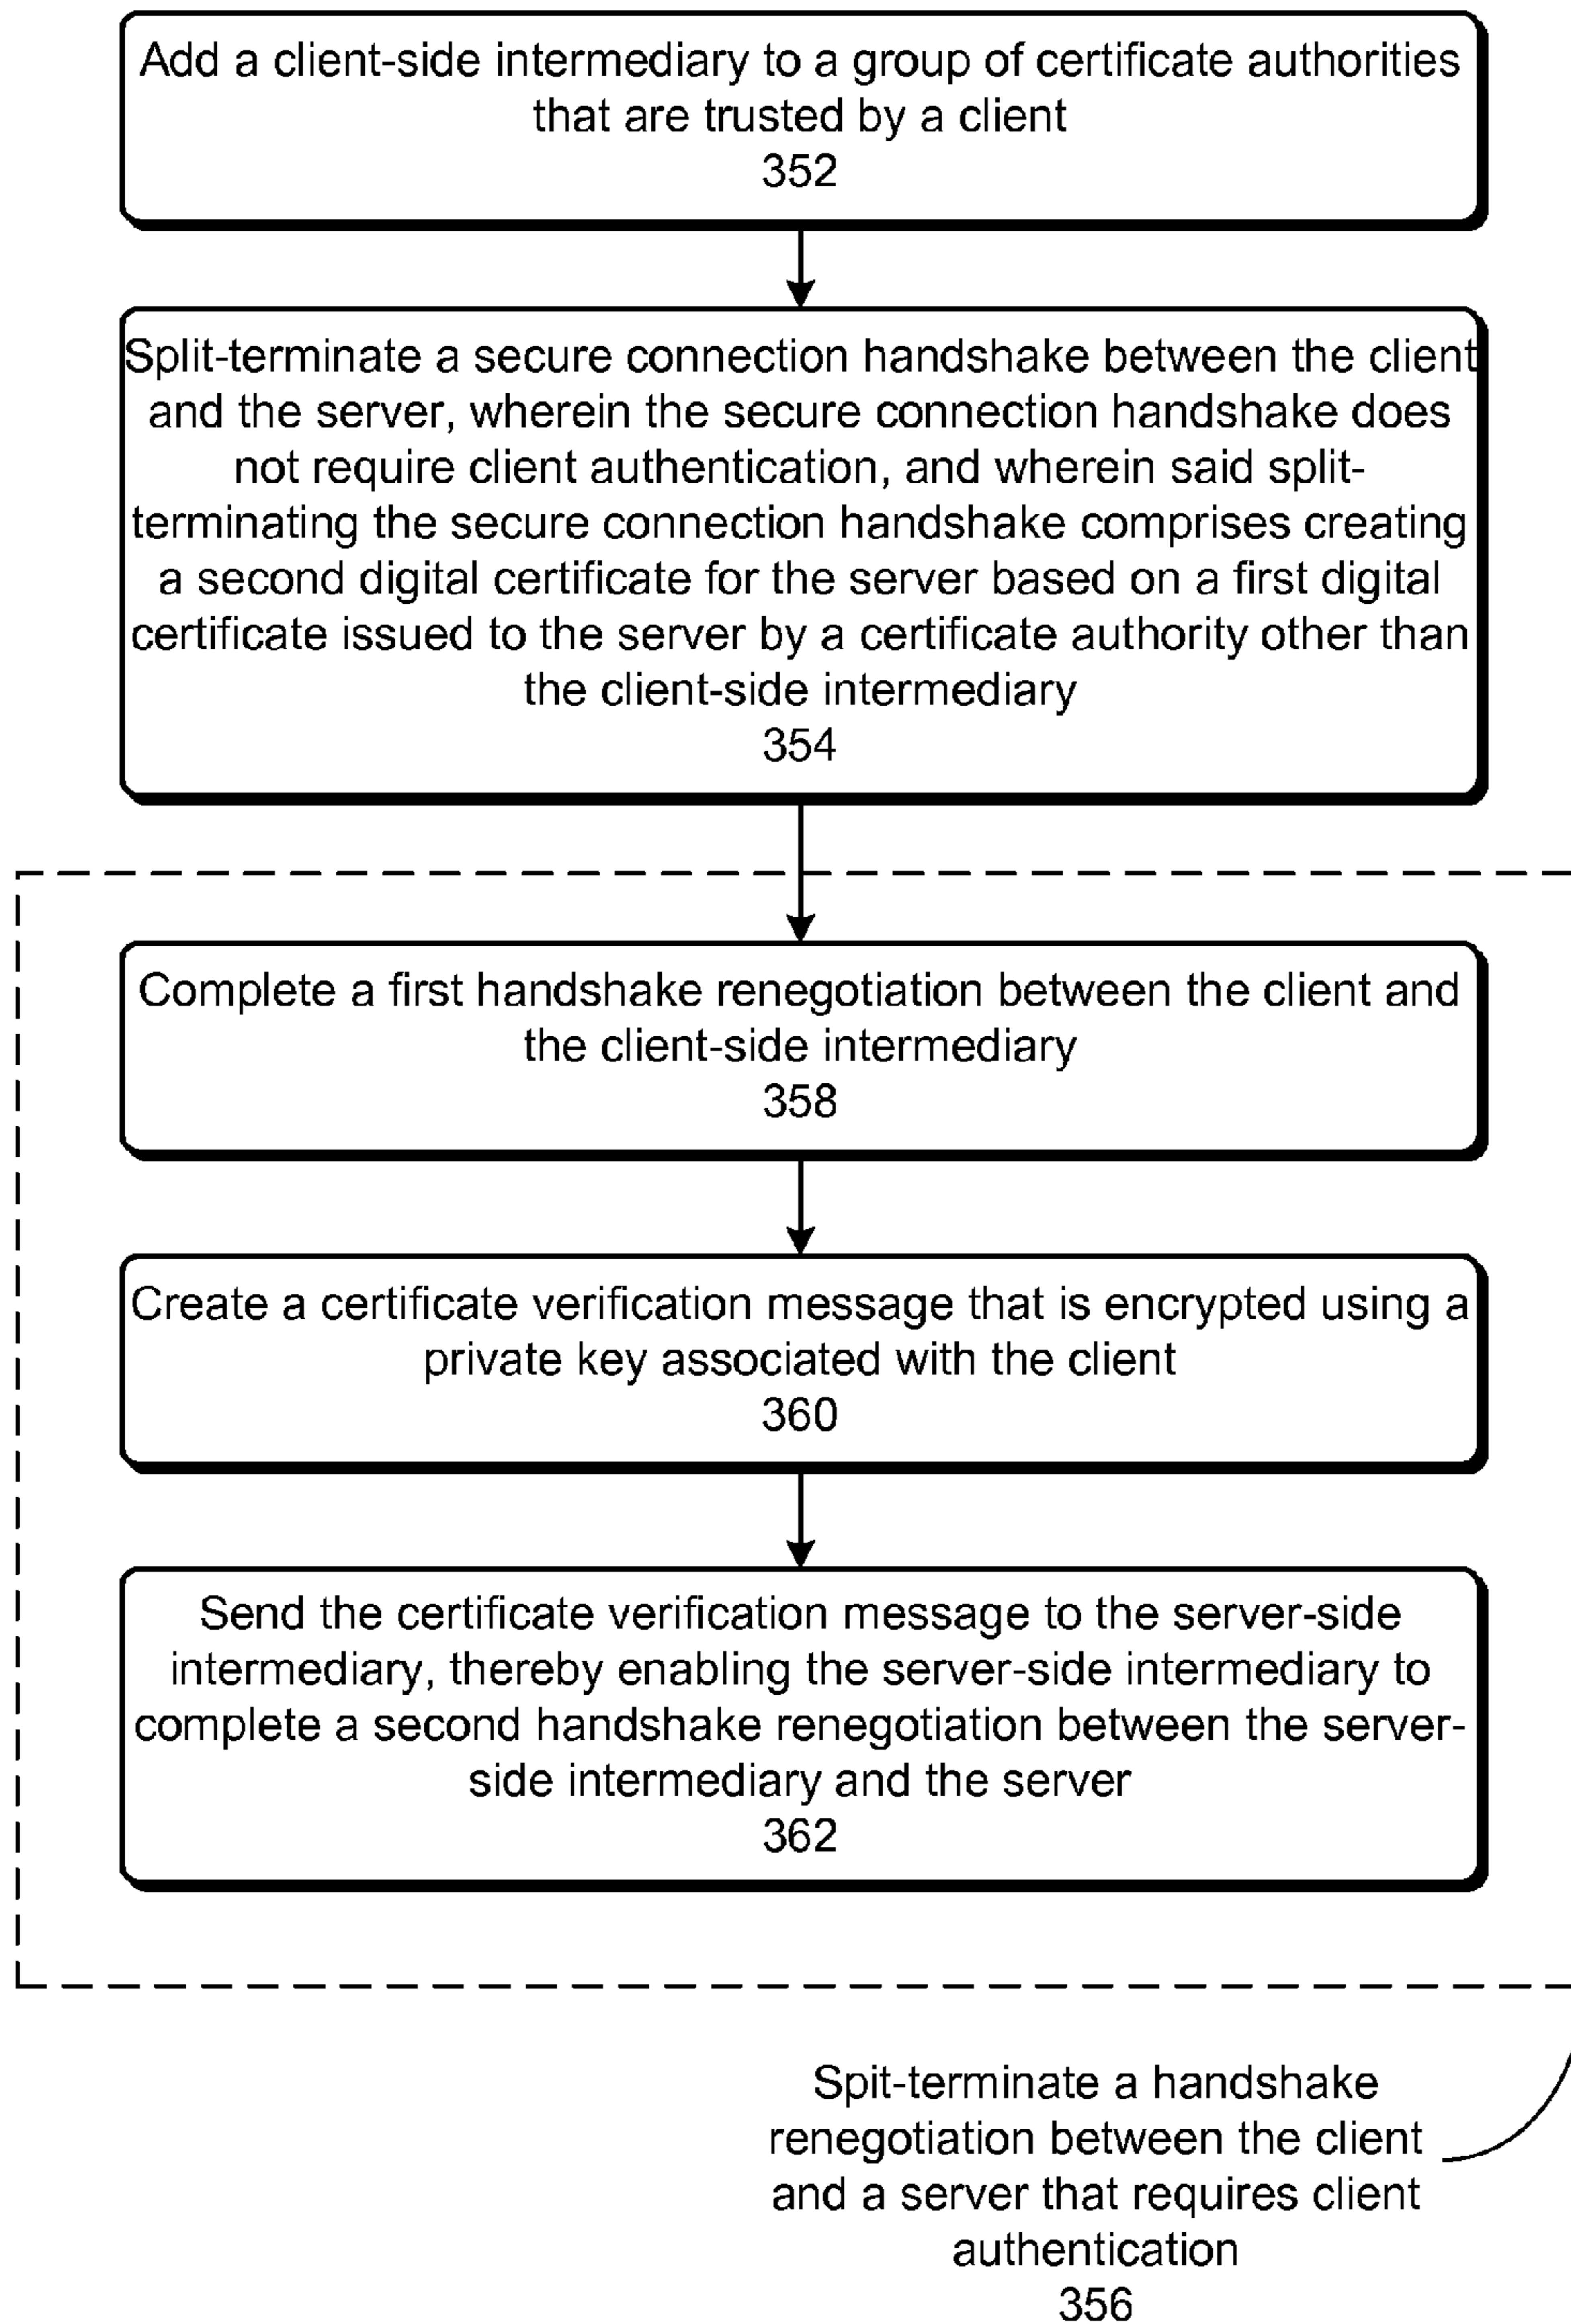 Add a client-side intermediary to a group of certificate authorities
that are trusted by a client
352
Split-terminate a secure connection handshake between the client
and the server, wherein the secure connection handshake does
not require client authentication, and wherein said split-
terminating the secure connection handshake comprises creating
a second digital certificate for the server based on a first digital
certificate issued to the server by a certificate authority other than
the client-side intermediary
354
Complete a first handshake renegotiation between the client and
the client-side intermediary
358
Create a certificate verification message that is encrypted using a
private key associated with the client
360
Send the certificate verification message to the server-side
intermediary, thereby enabling the server-side intermediary to
complete a second handshake renegotiation between the server-
side intermediary and the server
362
Spit-terminate a handshake
renegotiation between the client
and a server that requires client
authentication
356